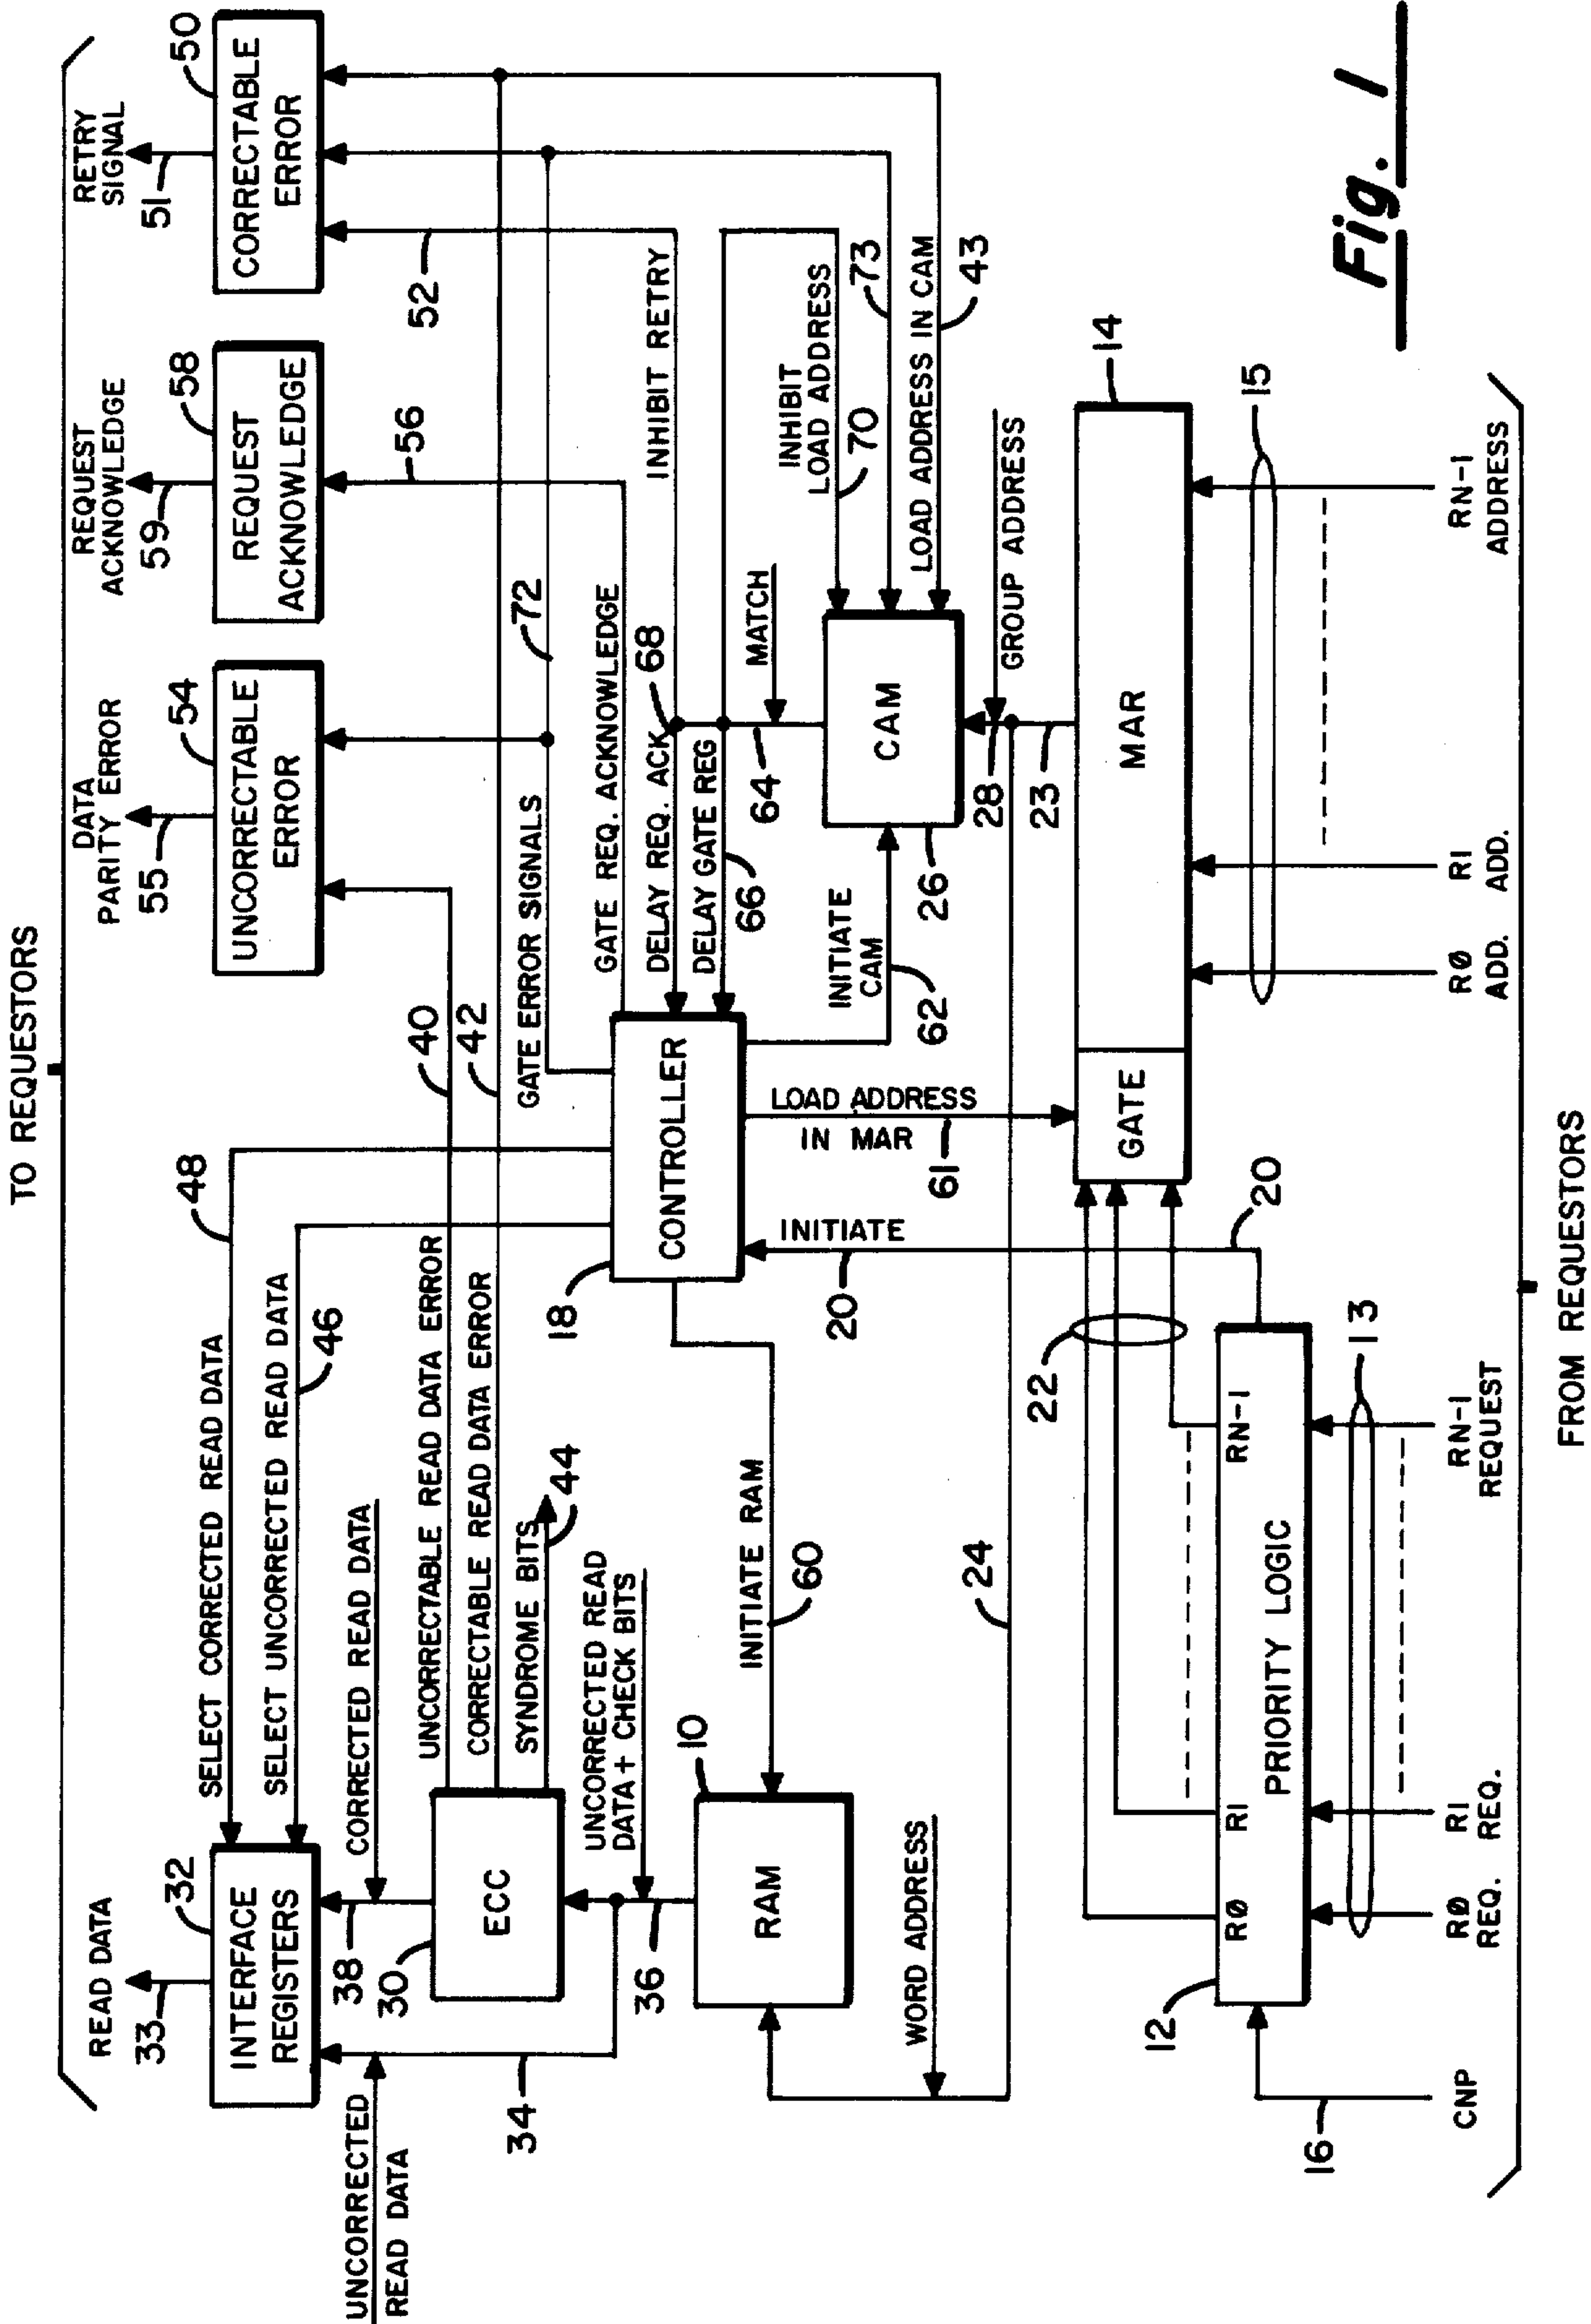 TO REQUESTORS
READ DATA
33
32
INTERFACE
REGISTERS
UNCORRECTED
READ DATA
34
38
CORRECTED READ DATA
SELECT CORRECTED READ DATA
48
SELECT UNCORRECTED READ DATA
46
DATA
PARITY ERROR
55
54
UNCORRECTABLE
ERROR
REQUEST
ACKNOWLEDGE
59
58
REQUEST
ACKNOWLEDGE
56
RETRY
SIGNAL
51
50
CORRECTABLE
ERROR
52
30
ECC
UNCORRECTABLE READ DATA ERROR
40
CORRECTABLE READ DATA ERROR
42
SYNDROME BITS
44
GATE ERROR SIGNALS
72
UNCORRECTED READ
DATA + CHECK BITS
36
GATE REQ. ACKNOWLEDGE
DELAY REQ. ACK
68
INHIBIT RETRY
DELAY GATE REG
66
18
CONTROLLER
10
RAM
INITIATE RAM
60
64
MATCH
INHIBIT
LOAD ADDRESS
70
73
LOAD ADDRESS IN CAM
43
INITIATE
CAM
62
26
CAM
INITIATE
20
LOAD ADDRESS
IN MAR
61
WORD ADDRESS
24
28
GROUP ADDRESS
23
22
20
GATE
MAR
14
12
R0
R1
RN-1
PRIORITY LOGIC
13
15
16
CNP
RØ
REQ.
R1
REQ.
RN-1
REQUEST
RØ
ADD.
R1
ADD.
RN-1
ADDRESS
FROM REQUESTORS
Fig. 1